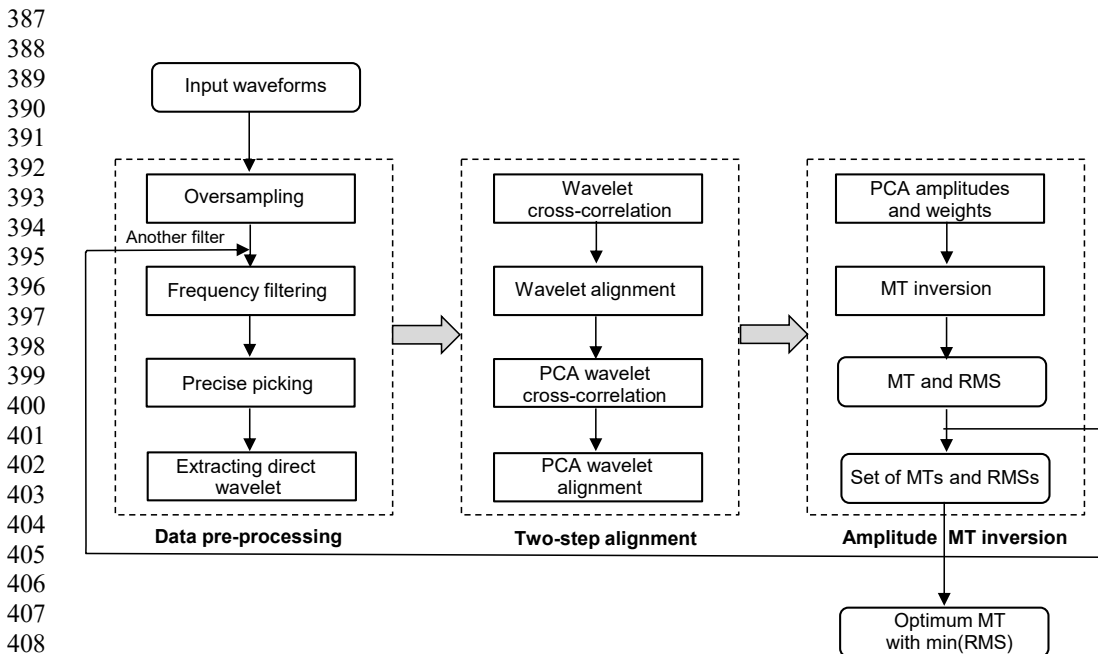 387
388
389
390
391
392
393
394
395
396
397
398
399
400
401
402
403
404
405
406
407
408
Input waveforms
Oversampling
Another filter
Frequency filtering
Precise picking
Extracting direct
wavelet
Data pre-processing
Wavelet
cross-correlation
Wavelet alignment
PCA wavelet
cross-correlation
PCA wavelet
alignment
Two-step alignment
PCA amplitudes
and weights
MT inversion
MT and RMS
Set of MTs and RMSs
Amplitude MT inversion
Optimum MT
with min(RMS)